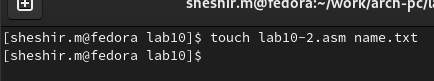 sheshir.m@fedora:~/work/arch-pc/la
[sheshir.m@fedora lab10]$ touch lab10-2.asm name.txt
[sheshir.m@fedora lab10]$